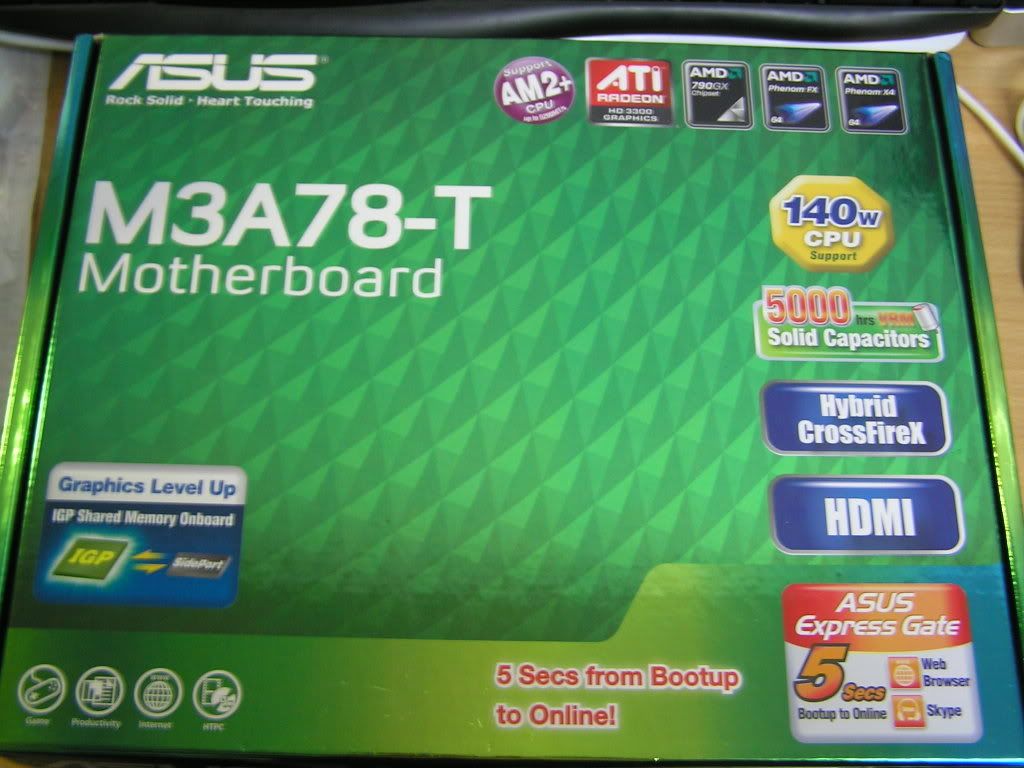 ASUS®
Rock Solid · Heart Touching
Support
AM2+
CPU
ATI
RADEON
HD 3300
GRAPHICS
AMD
790GX
Chipset
AMD
Phenom FX
64
AMD
Phenom X4
64
M3A78-T
Motherboard
140W
CPU
Support
5000 hrs VRM
Solid Capacitors
Hybrid
CrossFireX
HDMI
Graphics Level Up
IGP Shared Memory Onboard
IGP
SidePort
ASUS
Express Gate
5 Secs
Bootup to Online
Web
Browser
Skype
5 Secs from Bootup
to Online!
Game
Productivity
Internet
HTPC